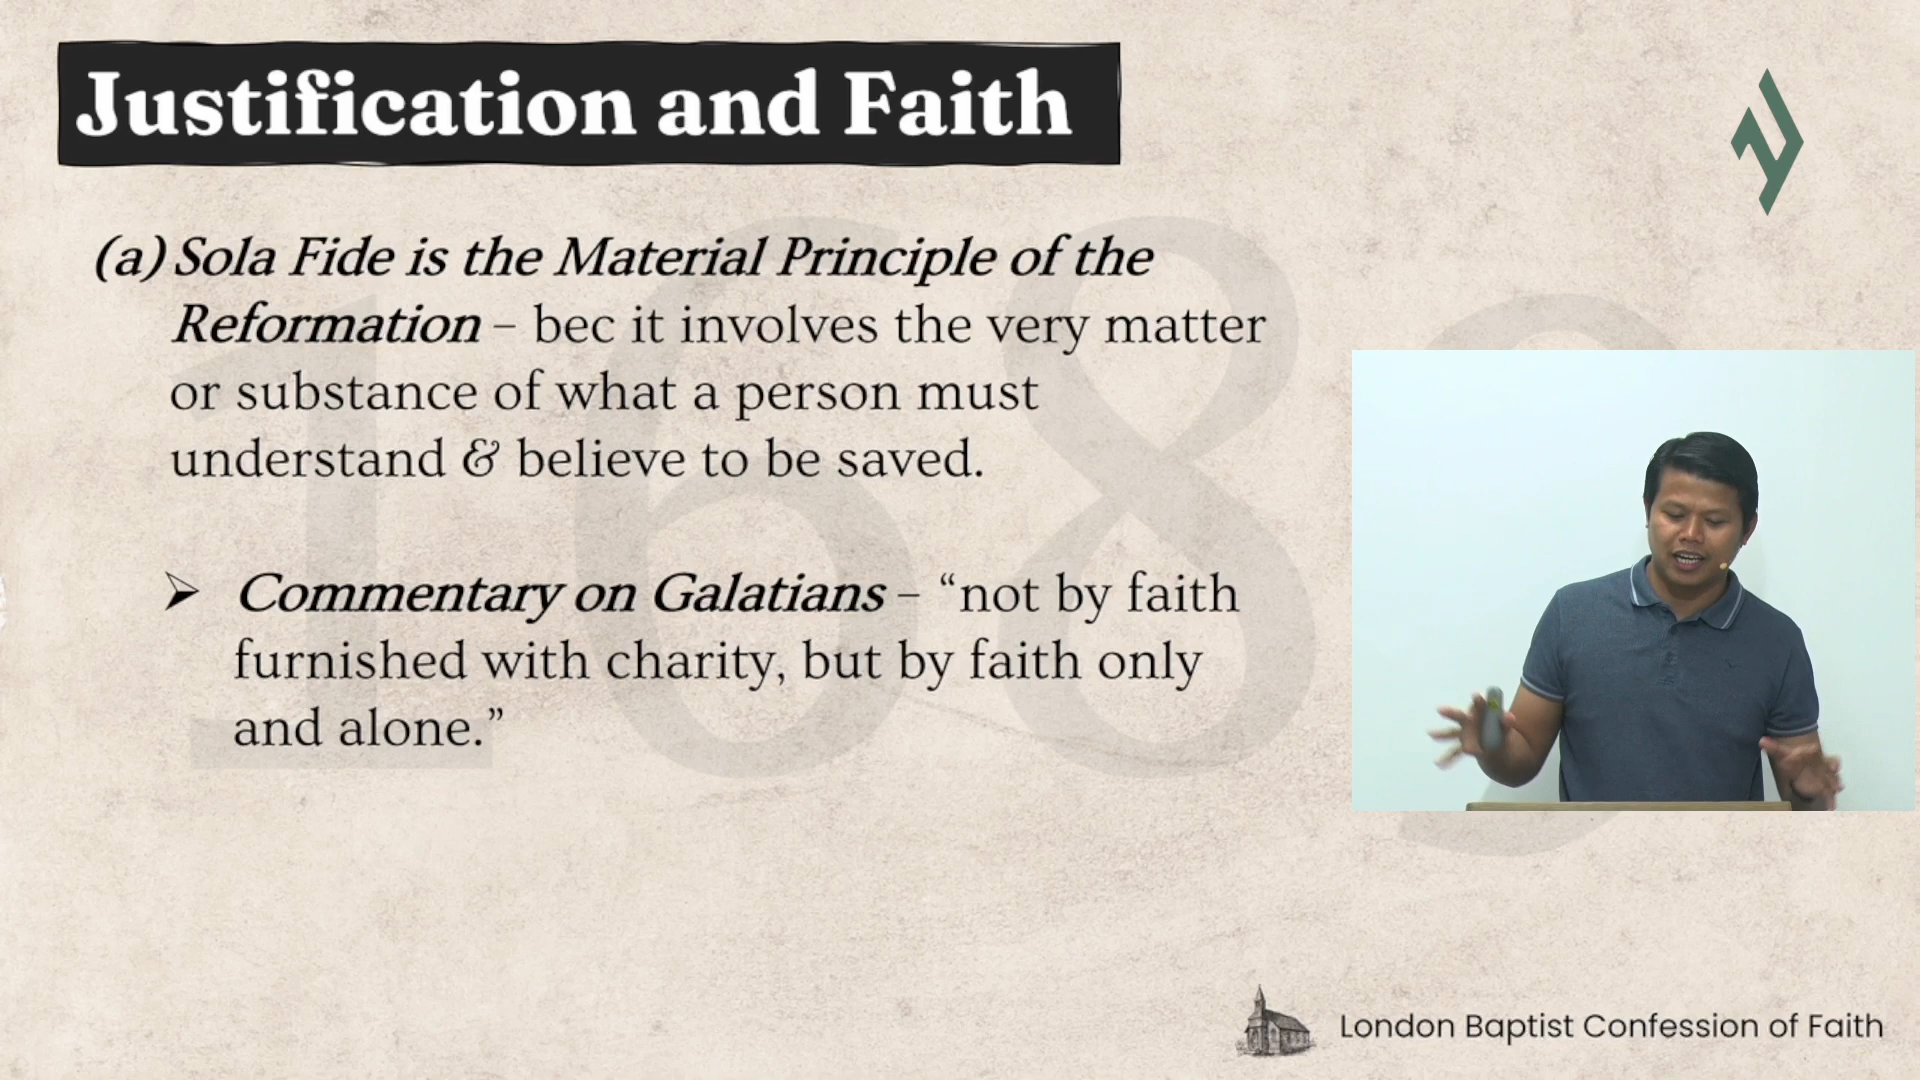 Justification and Faith
(a) Sola Fide is the Material Principle of the
Reformation – bec it involves the very matter
or substance of what a person must
understand & believe to be saved.
➢ Commentary on Galatians – “not by faith
furnished with charity, but by faith only
and alone.”
1689
London Baptist Confession of Faith